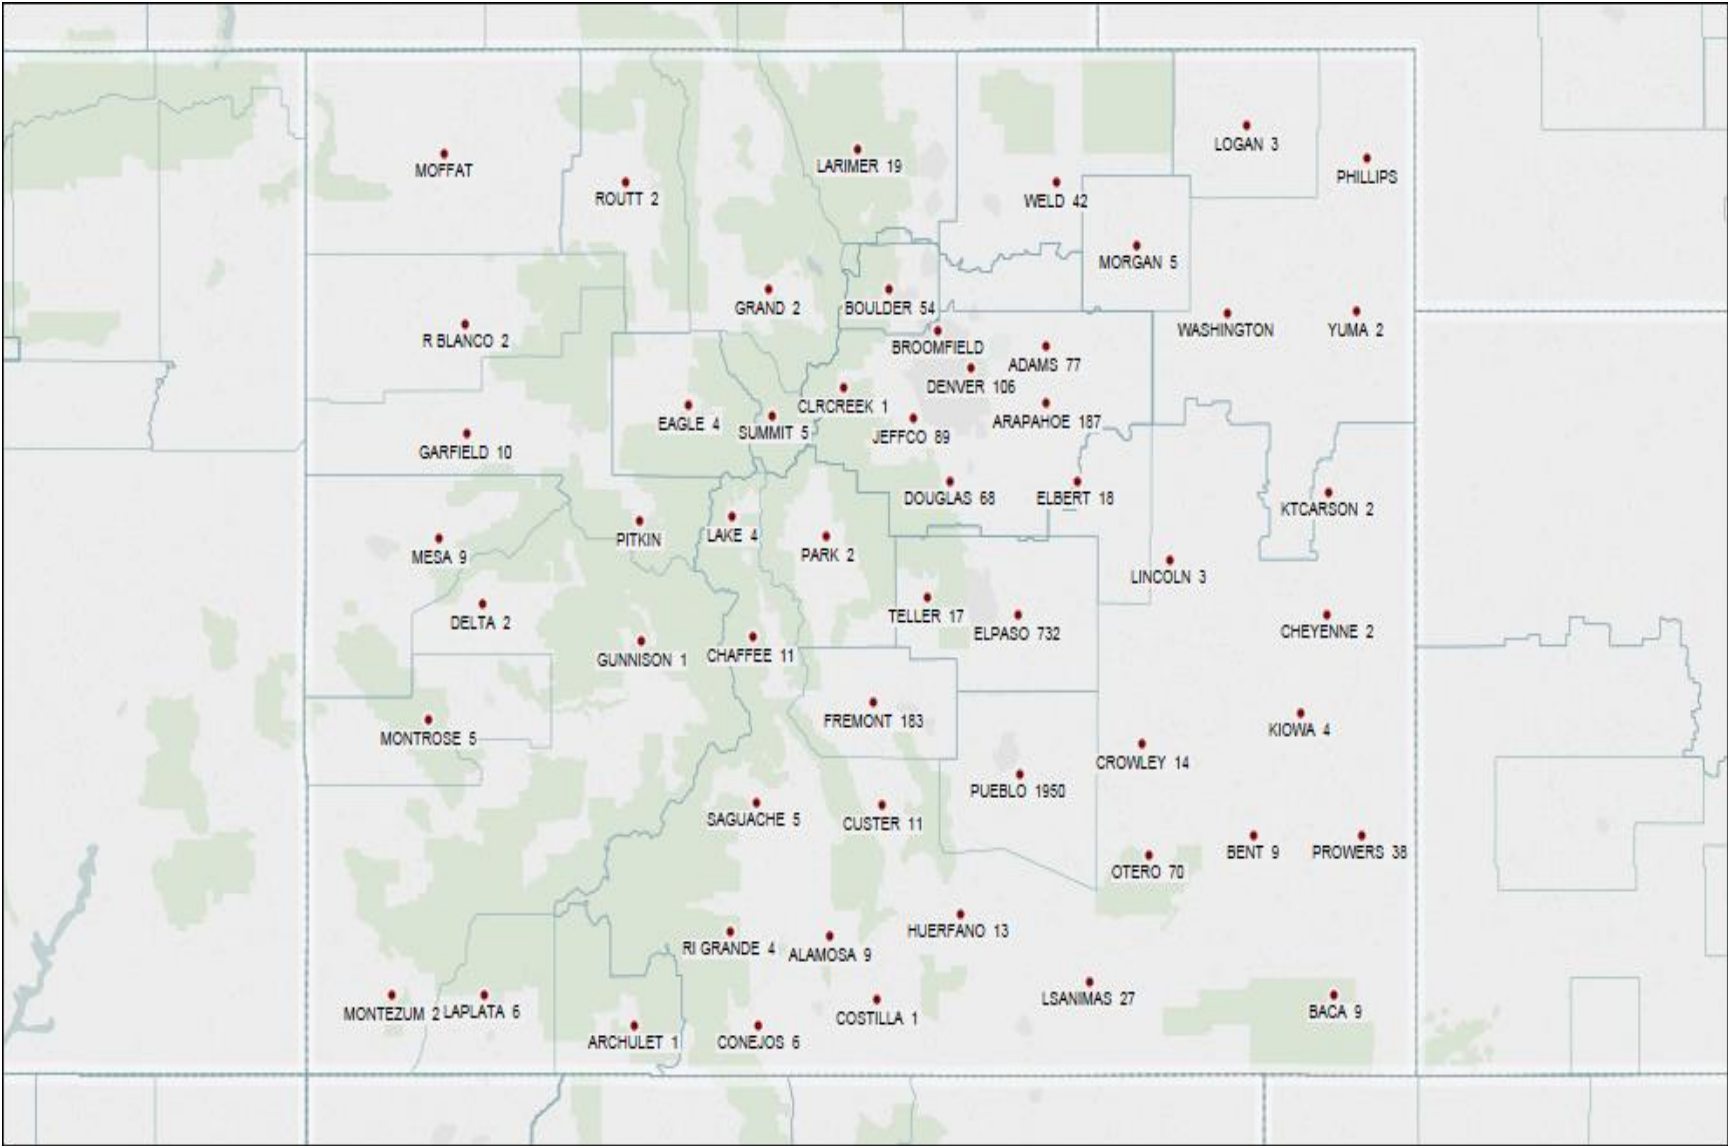 LOGAN 3
MOFFAT
LARIMER 19
PHILLIPS
ROUTT 2
WELD 42
MORGAN 5
GRAND 2
BOULDER 54
WASHINGTON
YUMA 2
R BLANCO 2
BROOMFIELD
ADAMS 77
DENVER 106
CLRCREEK 1
EAGLE 4
SUMMIT 5
JEFFCO 89
ARAPAHOE 187
GARFIELD 10
DOUGLAS 68
ELBERT 18
KTCARSON 2
PITKIN
LAKE 4
PARK 2
MESA 9
LINCOLN 3
DELTA 2
TELLER 17
ELPASO 732
CHEYENNE 2
GUNNISON 1
CHAFFEE 11
FREMONT 183
KIOWA 4
MONTROSE 5
CROWLEY 14
PUEBLO 1950
SAGUACHE 5
CUSTER 11
BENT 9
PROWERS 38
OTERO 70
HUERFANO 13
RI GRANDE 4
ALAMOSA 9
LSANIMAS 27
MONTEZUM 2
LAPLATA 6
COSTILLA 1
BACA 9
ARCHULET 1
CONEJOS 6